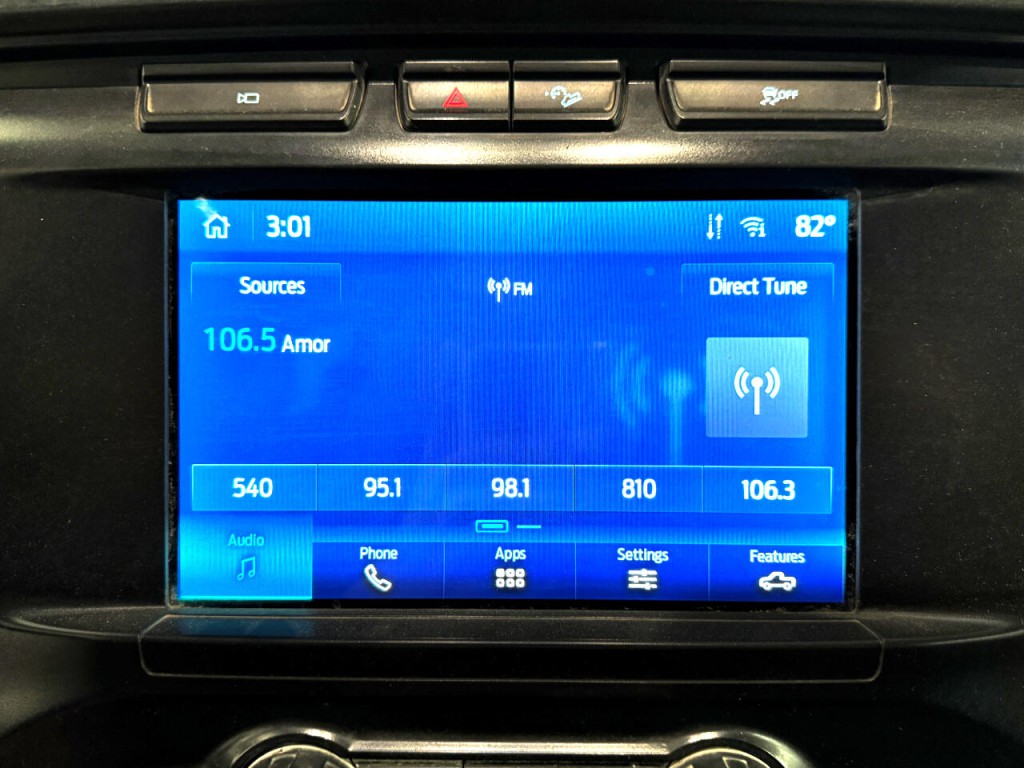 OFF
3:01 82°
Sources FM Direct Tune
106.5 Amor
540 95.1 98.1 810 106.3
Audio Phone Apps Settings Features